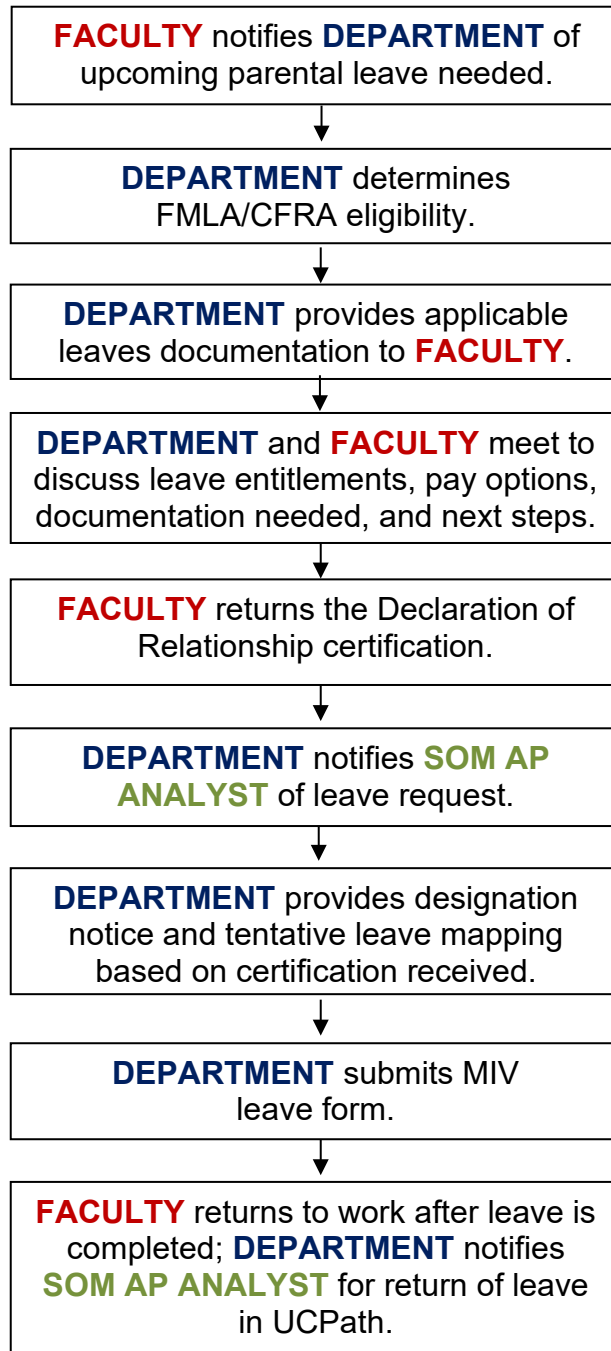 FACULTY notifies DEPARTMENT of
upcoming parental leave needed.
DEPARTMENT determines
FMLA/CFRA eligibility.
DEPARTMENT provides applicable
leaves documentation to FACULTY.
DEPARTMENT and FACULTY meet to
discuss leave entitlements, pay options,
documentation needed, and next steps.
FACULTY returns the Declaration of
Relationship certification.
DEPARTMENT notifies SOM AP
ANALYST of leave request.
DEPARTMENT provides designation
notice and tentative leave mapping
based on certification received.
DEPARTMENT submits MIV
leave form.
FACULTY returns to work after leave is
completed; DEPARTMENT notifies
SOM AP ANALYST for return of leave
in UCPath.